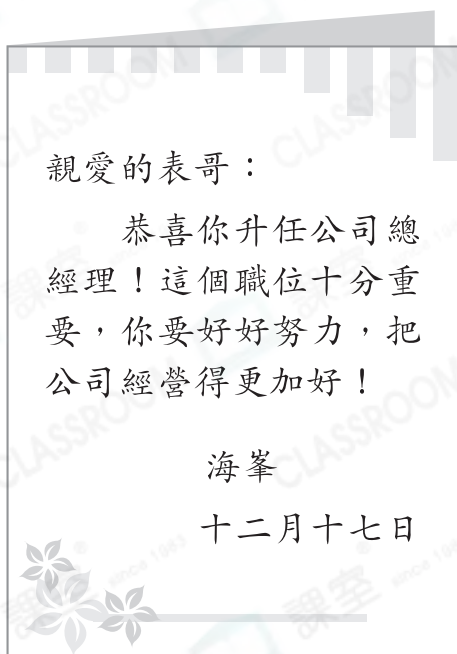 親愛的表哥：
恭喜你升任公司總
經理！這個職位十分重
要，你要好好努力，把
公司經營得更加好！
海峯
十二月十七日